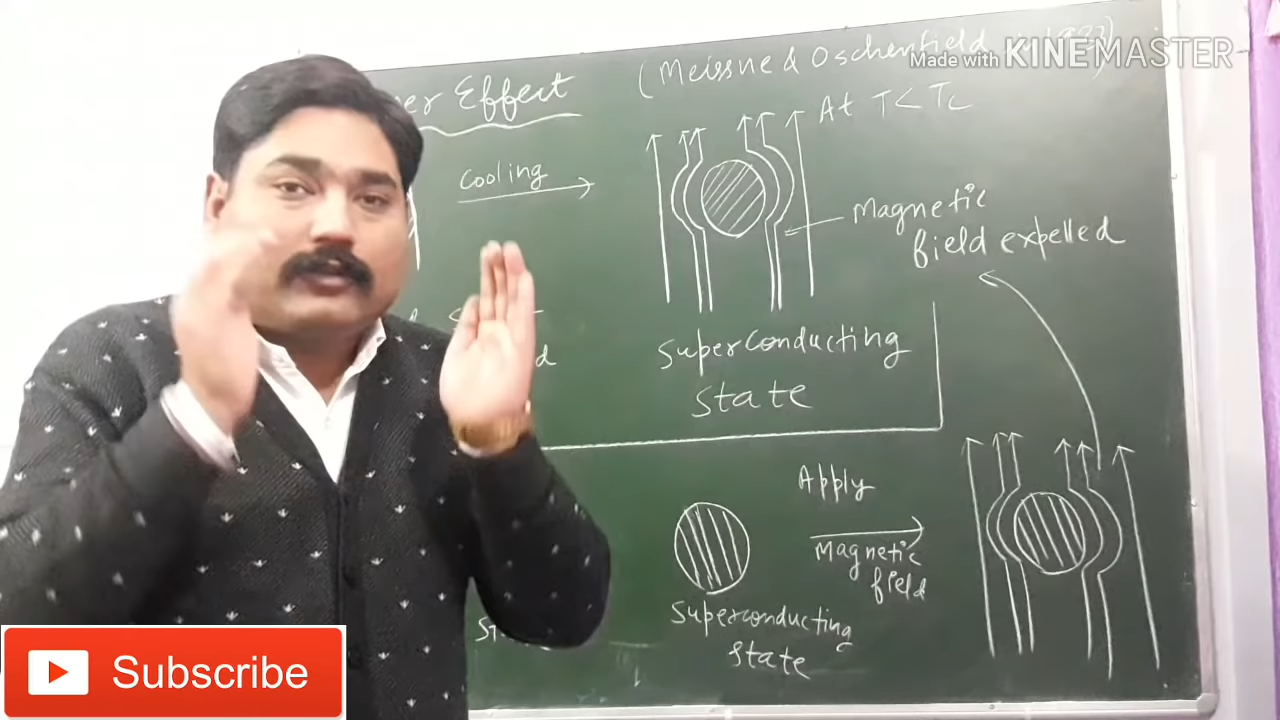 Effect
(Meissne & Oschenfield
Made with KINEMASTER
At T < Tc
Cooling
Magnetic
field expelled
Superconducting
State
Apply
Magnetic
field
Superconducting
State
Subscribe